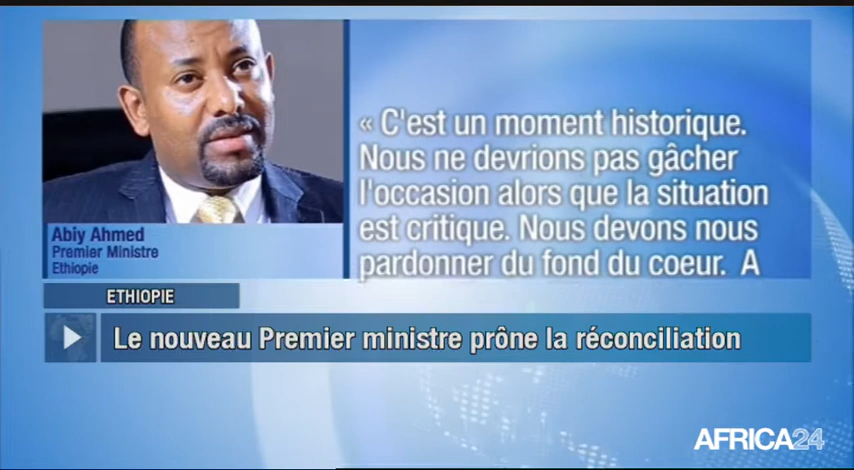 « C'est un moment historique.
Nous ne devrions pas gâcher
l'occasion alors que la situation
est critique. Nous devons nous
pardonner du fond du coeur. A
Abiy Ahmed
Premier Ministre
Ethiopie
ETHIOPIE
Le nouveau Premier ministre prône la réconciliation
AFRICA24